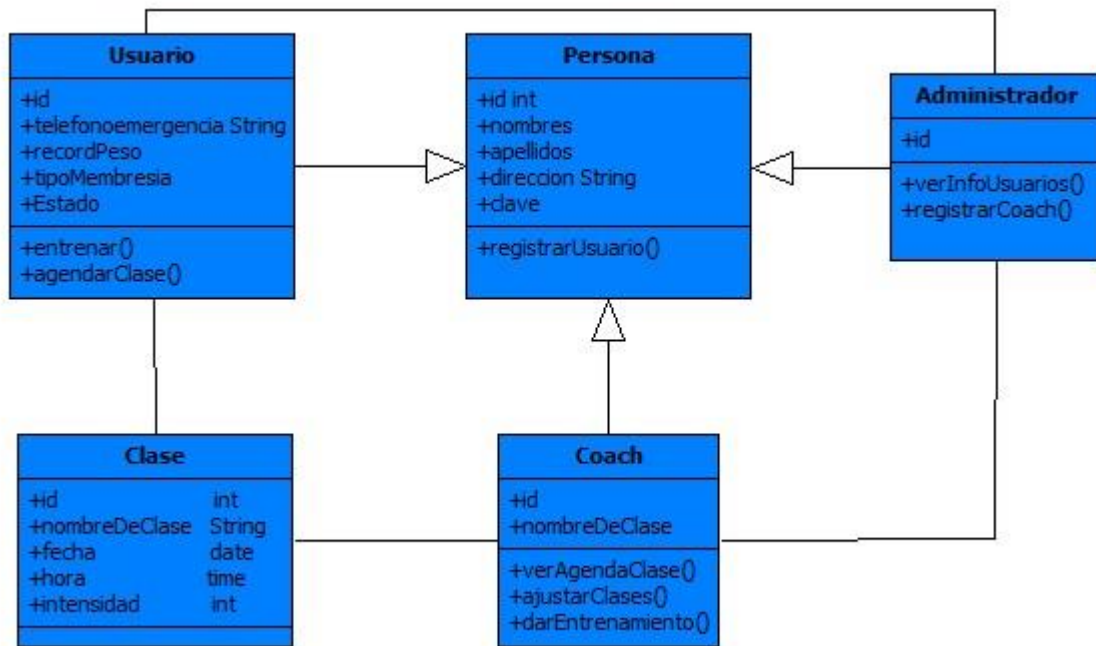 Usuario
+id
+telefonoemergencia String
+recordPeso
+tipoMembresia
+Estado
+entrenar()
+agendarClase()
Persona
+id int
+nombres
+apellidos
+direccion String
+clave
+registrarUsuario()
Administrador
+id
+verInfoUsuarios()
+registrarCoach()
Clase
+id int
+nombreDeClase String
+fecha date
+hora time
+intensidad int
Coach
+id
+nombreDeClase
+verAgendaClase()
+ajustarClases()
+darEntrenamiento()